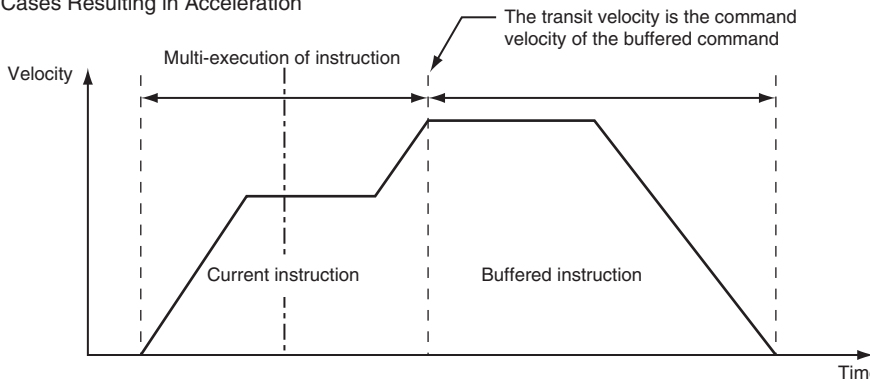 Cases Resulting in Acceleration
The transit velocity is the command
velocity of the buffered command
Multi-execution of instruction
Velocity
Current instruction
Buffered instruction
Time